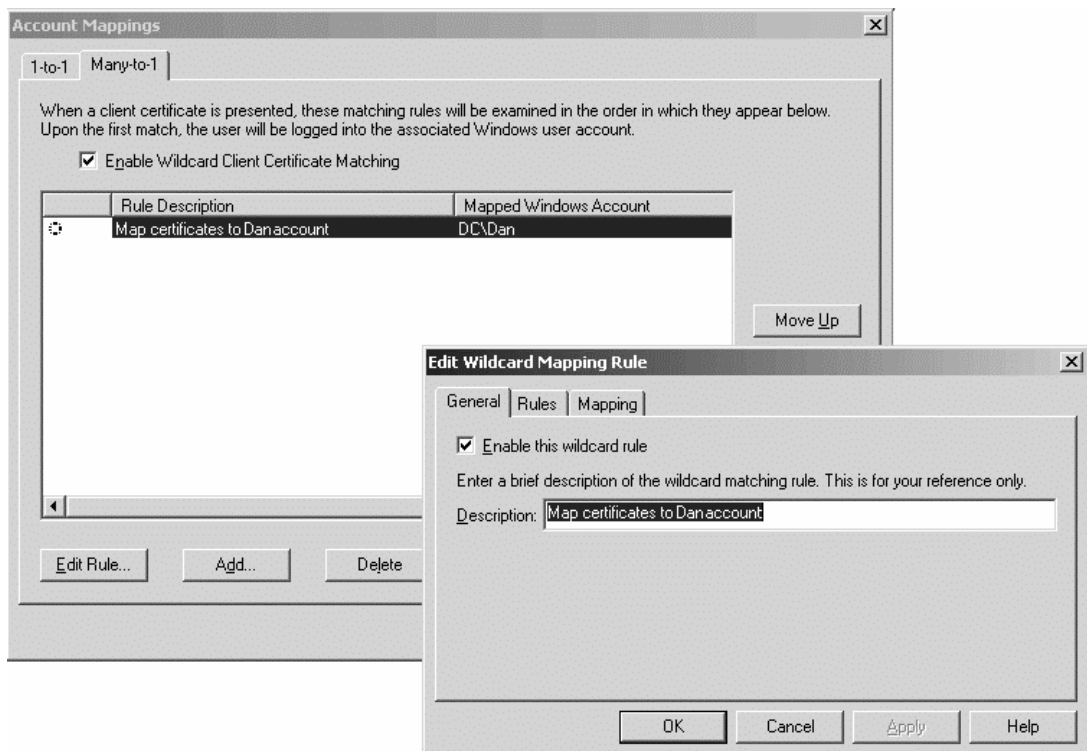 Account Mappings
1-to-1
Many-to-1
When a client certificate is presented, these matching rules will be examined in the order in which they appear below.
Upon the first match, the user will be logged into the associated Windows user account.
Enable Wildcard Client Certificate Matching
Rule Description
Mapped Windows Account
Map certificates to Danaccount
DC\Dan
Move Up
Edit Rule...
Add...
Delete
Edit Wildcard Mapping Rule
General
Rules
Mapping
Enable this wildcard rule
Enter a brief description of the wildcard matching rule. This is for your reference only.
Description: Map certificates to Danaccount
OK
Cancel
Apply
Help